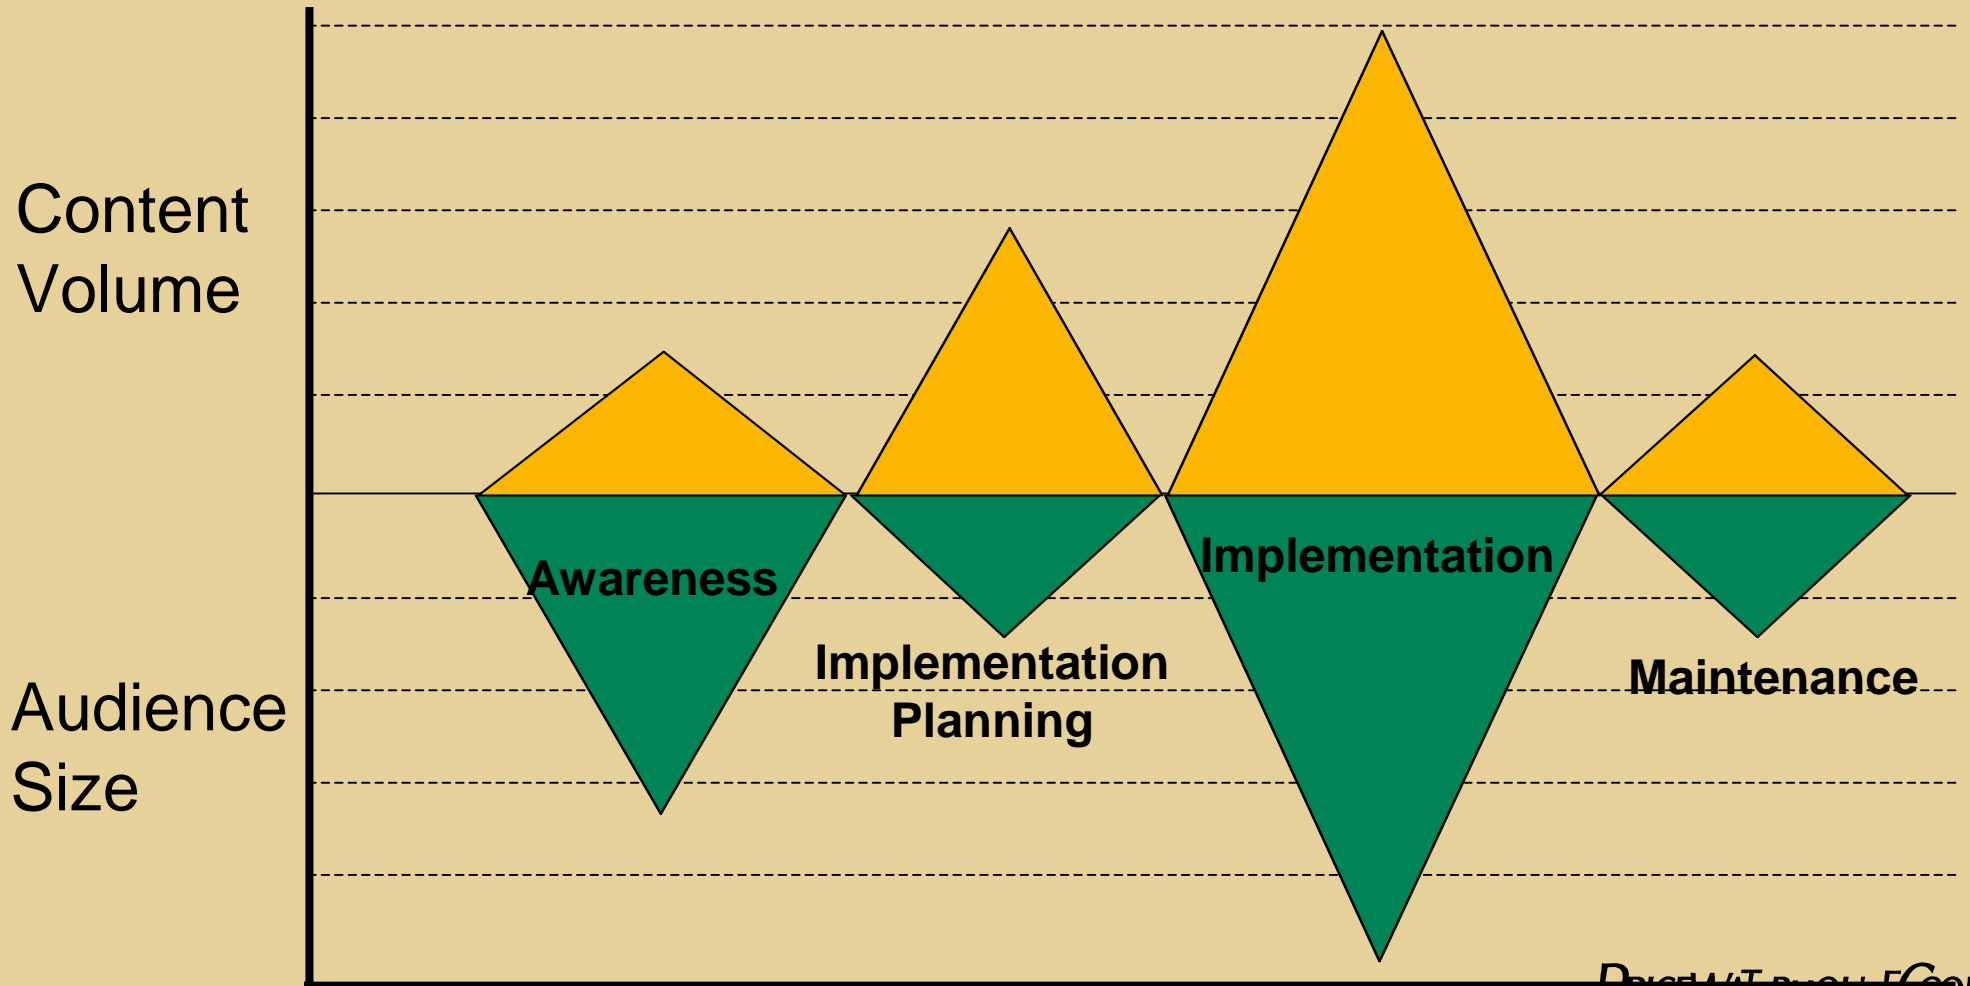 Content
Volume
Awareness
Implementation
Implementation
Planning
Maintenance
Audience
Size